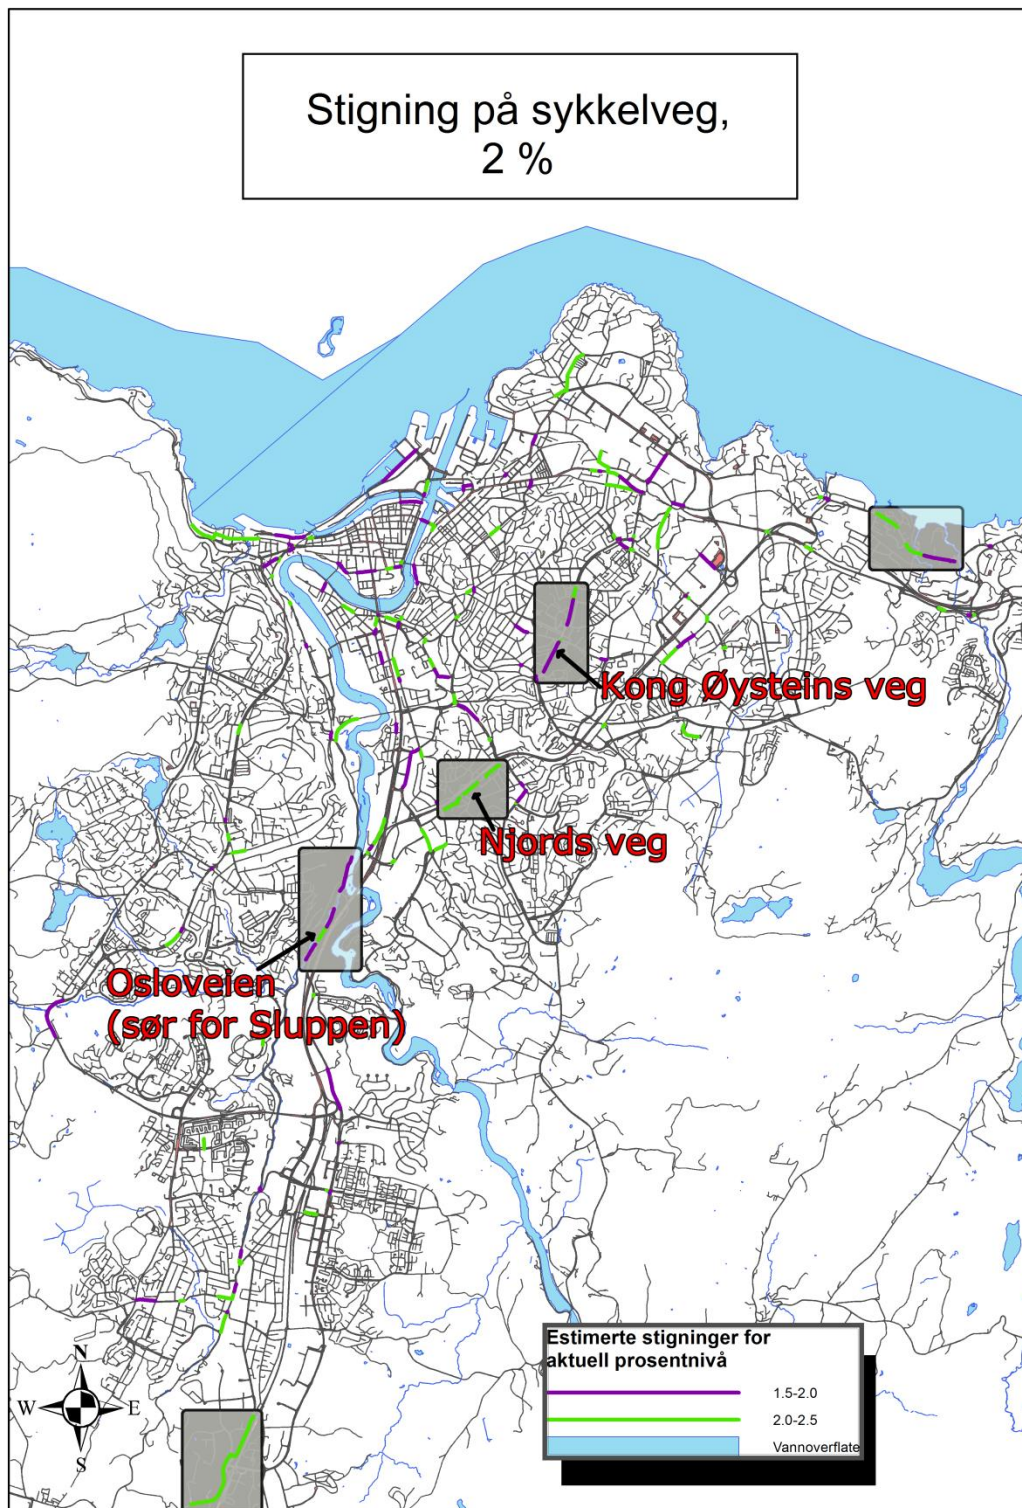 Stigning på sykkelveg,
2 %
Kong Øysteins veg
Njords veg
Osloveien
(sør for Sluppen)
Estimerte stigninger for
aktuell prosentnivå
1.5-2.0
2.0-2.5
Vannoverflate
N
W
E
S